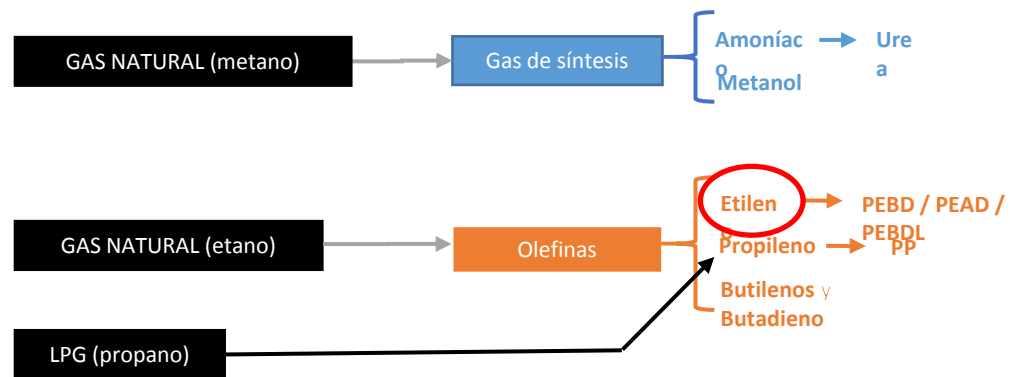 GAS NATURAL (metano)
Gas de síntesis
Amoníac
o
Ure
a
Metanol
GAS NATURAL (etano)
Olefinas
Etilen
PEBD / PEAD /
PEBDL
Propileno
PP
Butilenos y
Butadieno
LPG (propano)